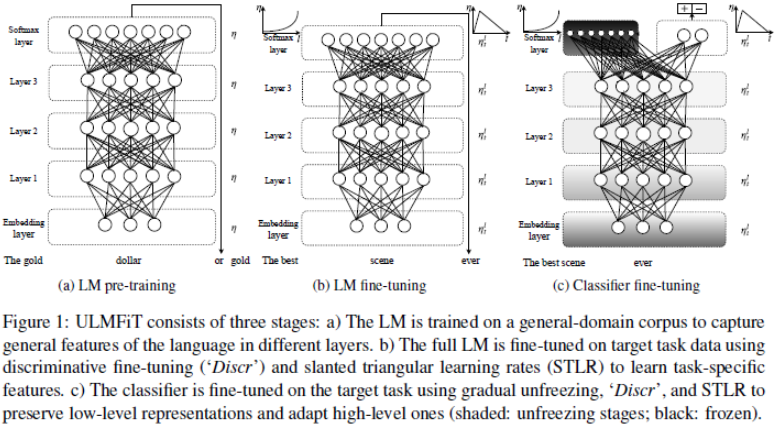 Softmax
layer
η
Layer 3
η
Layer 2
η
Layer 1
η
Embedding
layer
η
The gold dollar or gold
(a) LM pre-training
η
Softmax
layer
Layer 3
Layer 2
Layer 1
Embedding
layer
The best scene ever
(b) LM fine-tuning
η
Softmax
layer
+ −
Layer 3
Layer 2
Layer 1
Embedding
layer
The best scene ever
(c) Classifier fine-tuning
Figure 1: ULMFiT consists of three stages: a) The LM is trained on a general-domain corpus to capture
general features of the language in different layers. b) The full LM is fine-tuned on target task data using
discriminative fine-tuning (‘Discr’) and slanted triangular learning rates (STLR) to learn task-specific
features. c) The classifier is fine-tuned on the target task using gradual unfreezing, ‘Discr’, and STLR to
preserve low-level representations and adapt high-level ones (shaded: unfreezing stages; black: frozen).